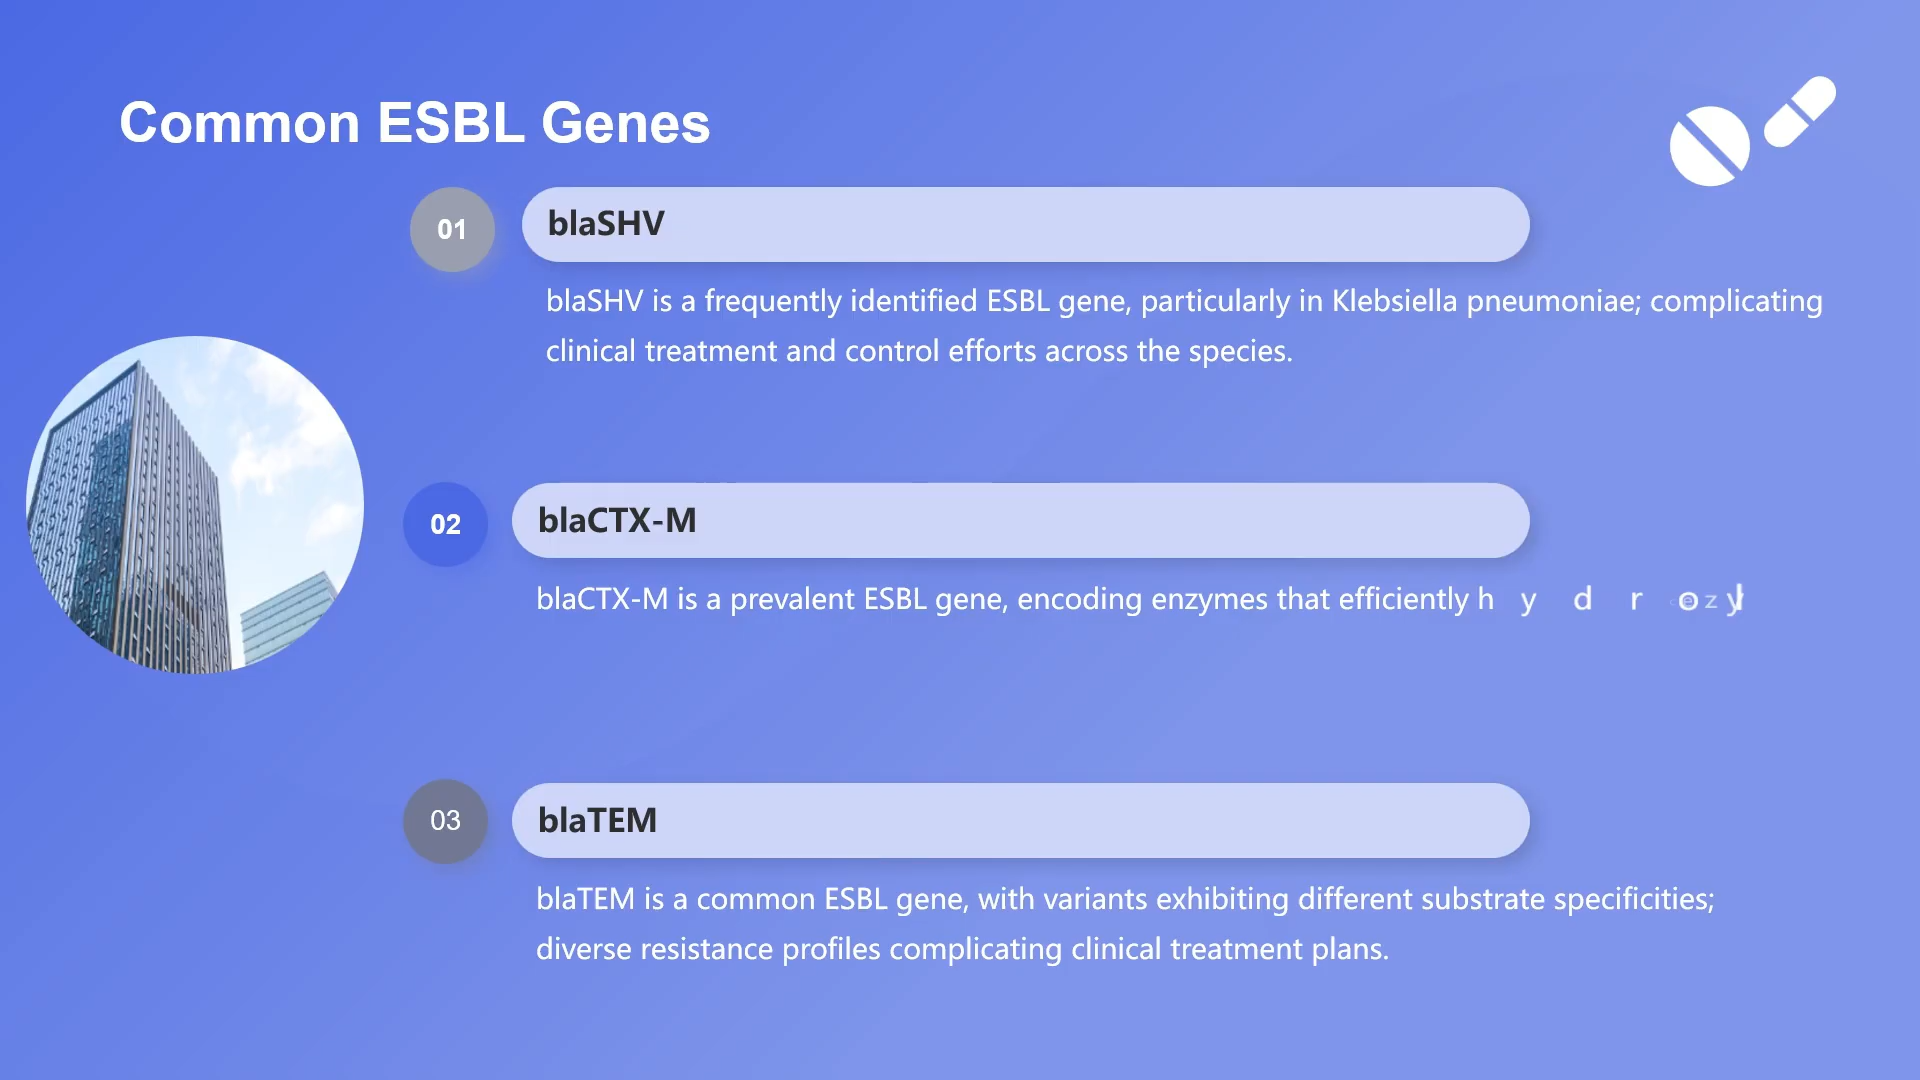 Common ESBL Genes
01
blaSHV
blaSHV is a frequently identified ESBL gene, particularly in Klebsiella pneumoniae; complicating
clinical treatment and control efforts across the species.
02
blaCTX-M
blaCTX-M is a prevalent ESBL gene, encoding enzymes that efficiently
03
blaTEM
blaTEM is a common ESBL gene, with variants exhibiting different substrate specificities;
diverse resistance profiles complicating clinical treatment plans.